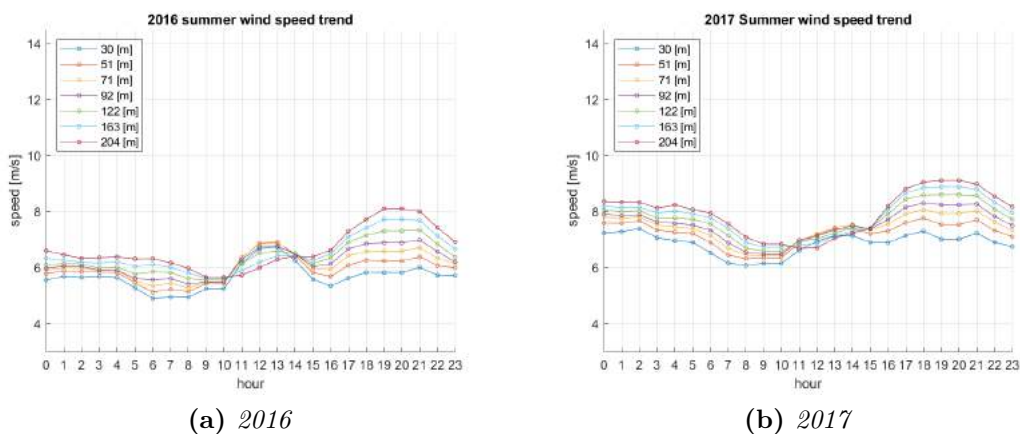 2016 summer wind speed trend
14
12
10
8
6
4
speed [m/s]
30 [m]
51 [m]
71 [m]
92 [m]
122 [m]
163 [m]
204 [m]
0 1 2 3 4 5 6 7 8 9 10 11 12 13 14 15 16 17 18 19 20 21 22 23
hour
(a) 2016
2017 Summer wind speed trend
14
12
10
8
6
4
speed [m/s]
30 [m]
51 [m]
71 [m]
92 [m]
122 [m]
163 [m]
204 [m]
0 1 2 3 4 5 6 7 8 9 10 11 12 13 14 15 16 17 18 19 20 21 22 23
hour
(b) 2017